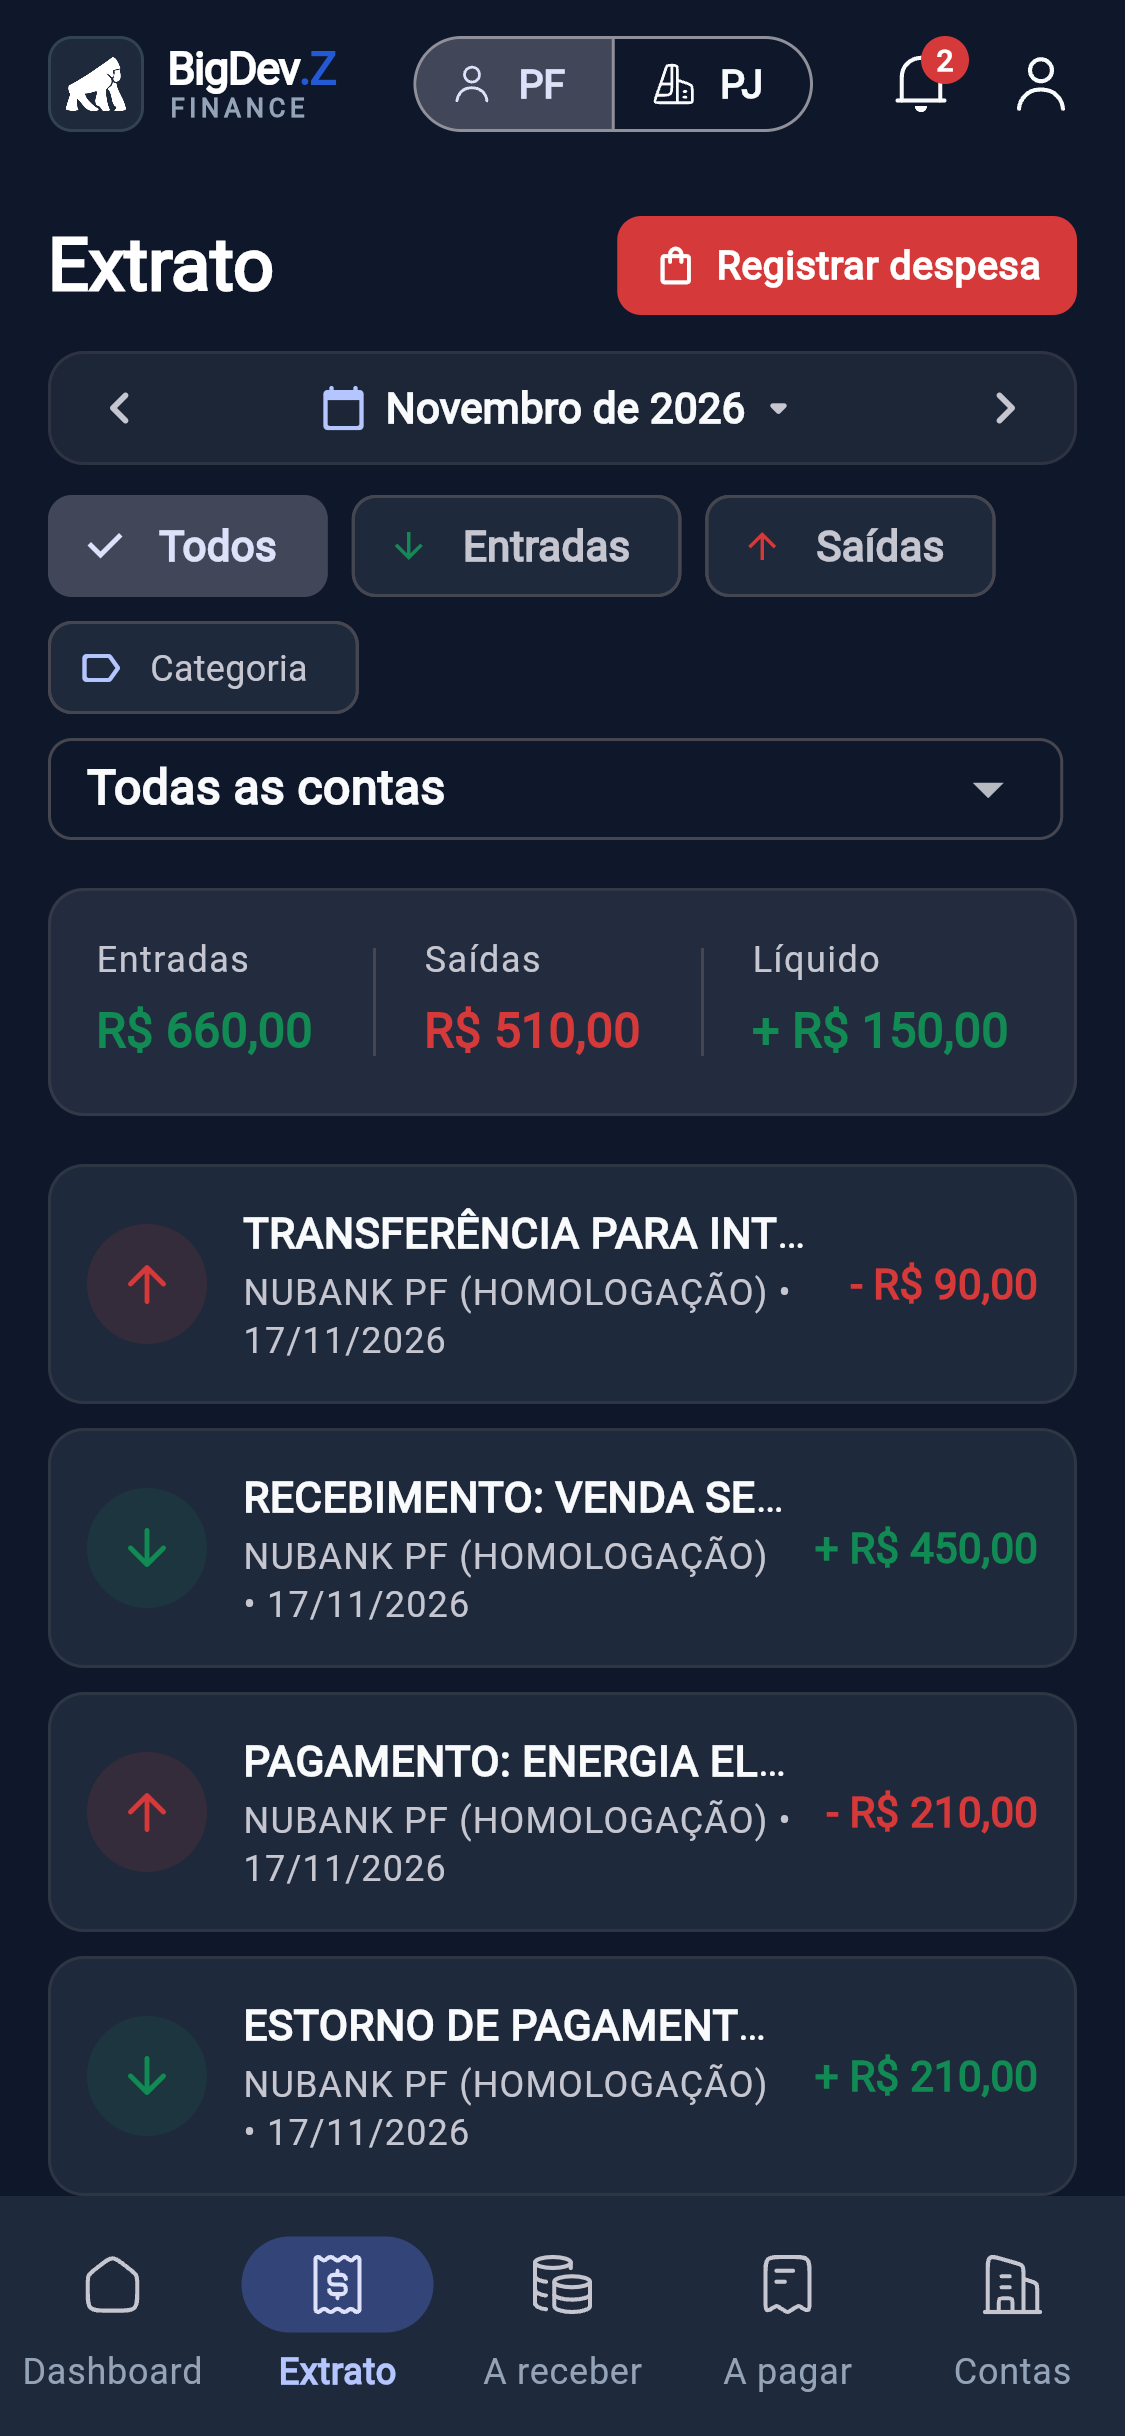 BigDev.Z
FINANCE
PF
PJ
2
Extrato
Registrar despesa
Novembro de 2026
Todos
Entradas
Saídas
Categoria
Todas as contas
Entradas
Saídas
Líquido
R$ 660,00
R$ 510,00
+ R$ 150,00
TRANSFERÊNCIA PARA INT...
NUBANK PF (HOMOLOGAÇÃO) •
17/11/2026
- R$ 90,00
RECEBIMENTO: VENDA SE...
NUBANK PF (HOMOLOGAÇÃO)
• 17/11/2026
+ R$ 450,00
PAGAMENTO: ENERGIA EL...
NUBANK PF (HOMOLOGAÇÃO) •
17/11/2026
- R$ 210,00
ESTORNO DE PAGAMENT...
NUBANK PF (HOMOLOGAÇÃO)
• 17/11/2026
+ R$ 210,00
Dashboard
Extrato
A receber
A pagar
Contas